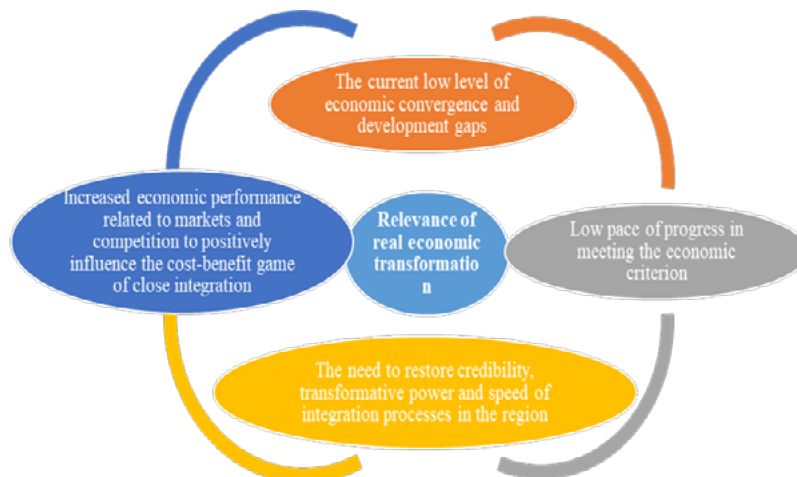 The current low level of
economic convergence and
development gaps
Increased economic performance
related to markets and
competition to positively
influence the cost-benefit game
of close integration
Relevance of
real economic
transformatio
n
Low pace of progress in
meeting the economic
criterion
The need to restore credibility,
transformative power and speed of
integration processes in the region